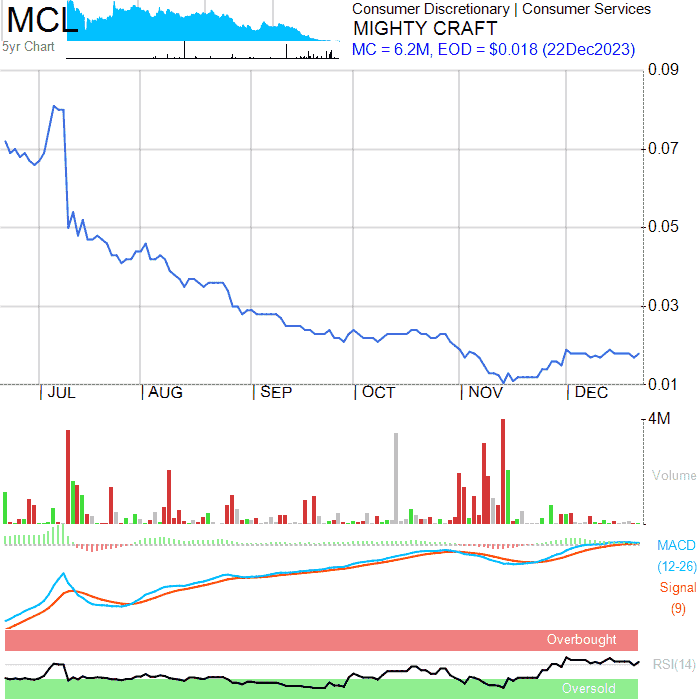 MCL
5yr Chart
Consumer Discretionary | Consumer Services
MIGHTY CRAFT
MC = 6.2M, EOD = $0.018 (22Dec2023)
0.09
0.07
0.05
0.03
0.01
JUL AUG SEP OCT NOV DEC
4M
Volume
MACD
(12-26)
Signal
(9)
Overbought
RSI(14)
Oversold